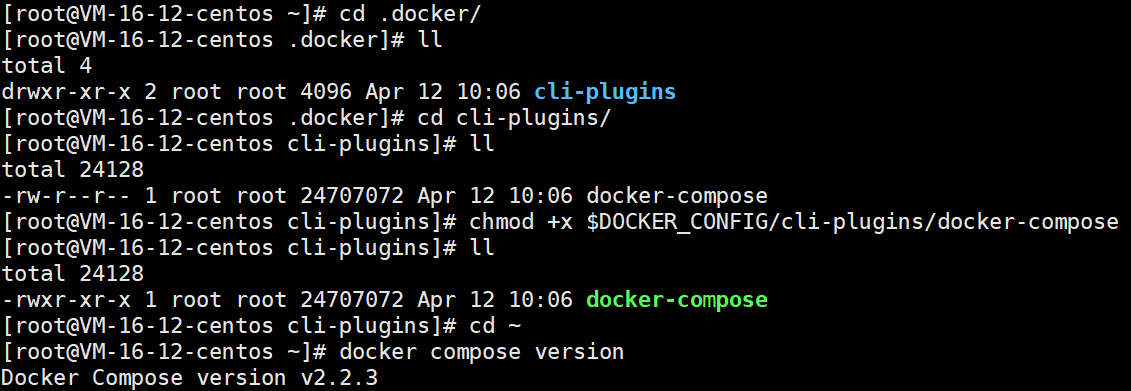 [root@VM-16-12-centos ~]# cd .docker/
[root@VM-16-12-centos .docker]# ll
total 4
drwxr-xr-x 2 root root 4096 Apr 12 10:06 cli-plugins
[root@VM-16-12-centos .docker]# cd cli-plugins/
[root@VM-16-12-centos cli-plugins]# ll
total 24128
-rw-r--r-- 1 root root 24707072 Apr 12 10:06 docker-compose
[root@VM-16-12-centos cli-plugins]# chmod +x $DOCKER_CONFIG/cli-plugins/docker-compose
[root@VM-16-12-centos cli-plugins]# ll
total 24128
-rwxr-xr-x 1 root root 24707072 Apr 12 10:06 docker-compose
[root@VM-16-12-centos cli-plugins]# cd ~
[root@VM-16-12-centos ~]# docker compose version
Docker Compose version v2.2.3